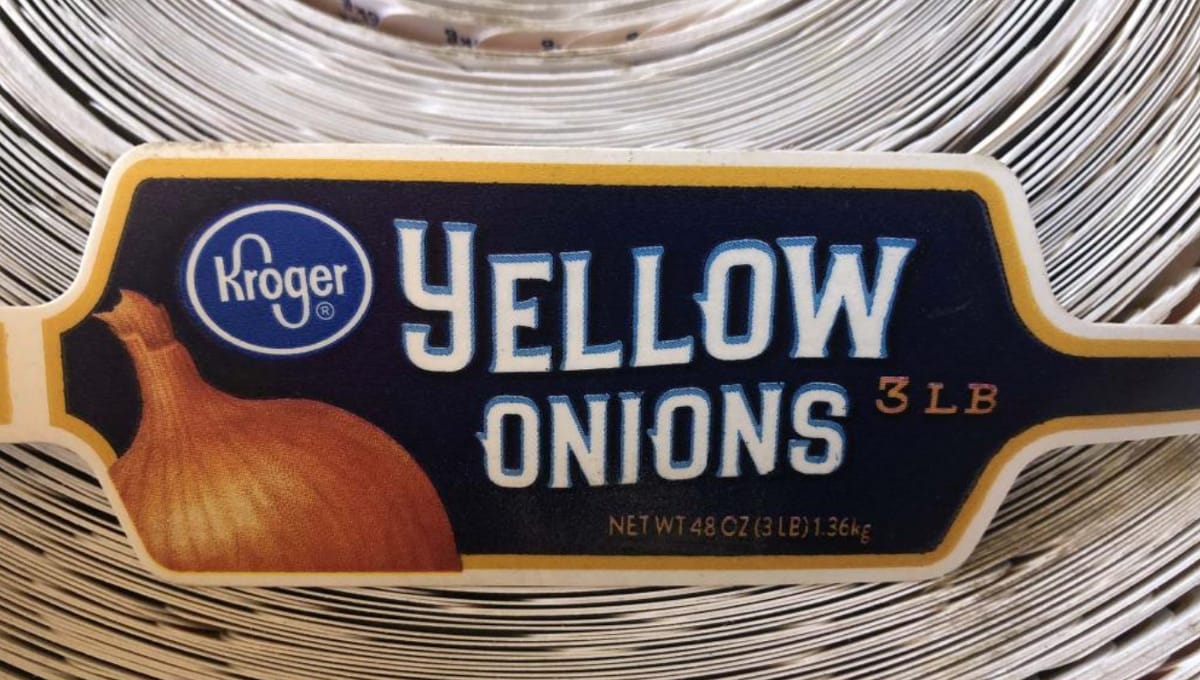 Kroger®
YELLOW
ONIONS 3 LB
NET WT 48 OZ (3 LB) 1.36kg